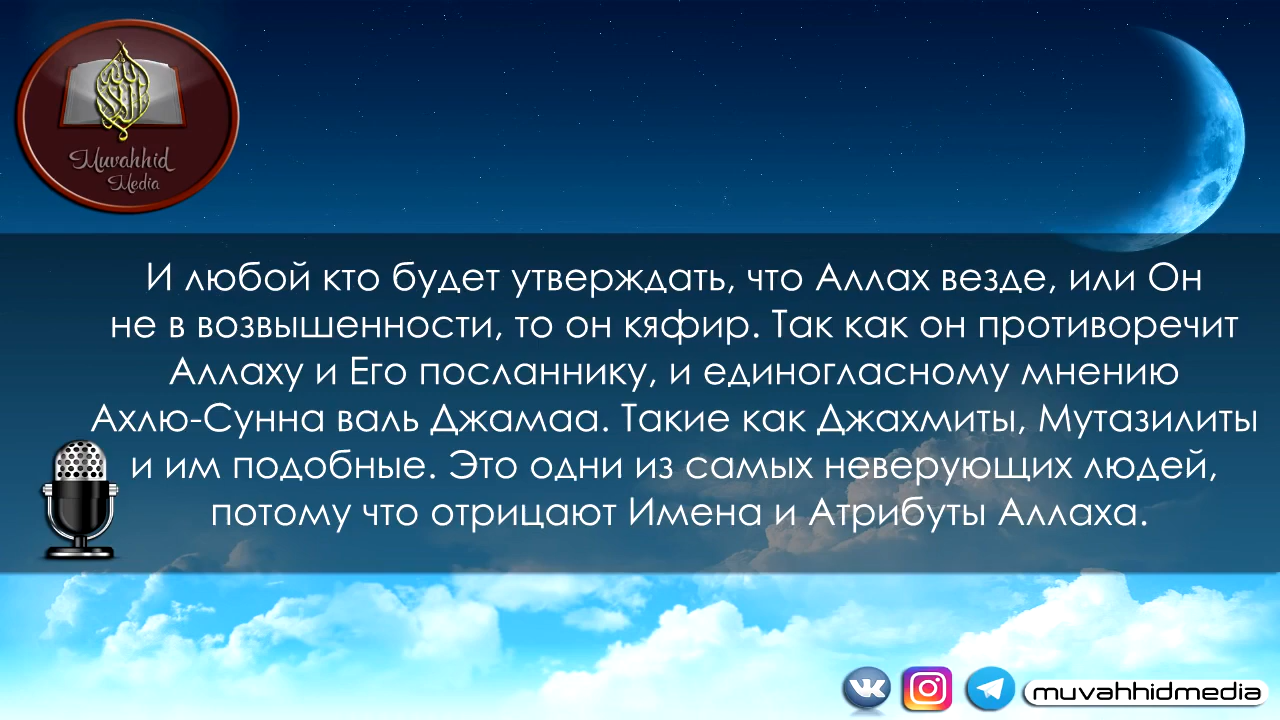 Muvahhid
Media
И любой кто будет утверждать, что Аллах везде, или Он
не в возвышенности, то он кяфир. Так как он противоречит
Аллаху и Его посланнику, и единогласному мнению
Ахлю-Сунна валь Джамаа. Такие как Джахмиты, Мутазилиты
и им подобные. Это одни из самых неверующих людей,
потому что отрицают Имена и Атрибуты Аллаха.
muvahhidmedia